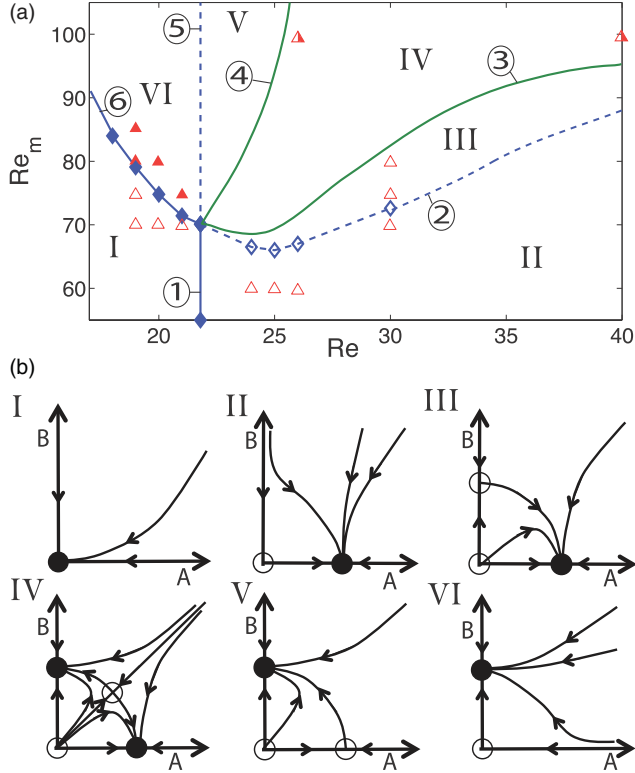 (a)
100
90
80
70
60
Re_m
20
25
30
35
40
Re
① ② ③ ④ ⑤ ⑥
I II III IV V VI
(b)
I II III
B B B
A A A
IV V VI
B B B
A A A